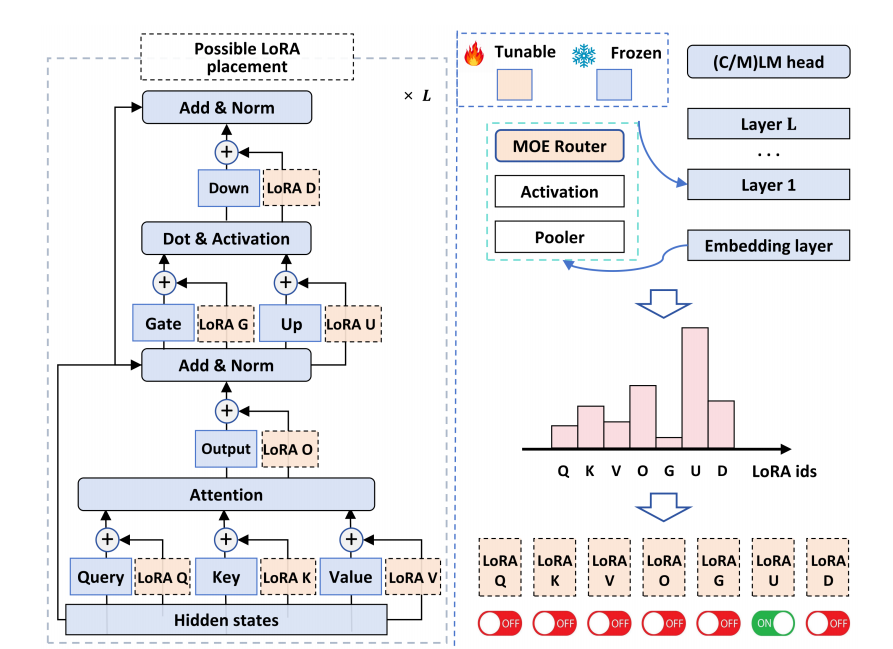 Possible LoRA
placement
× L
Add & Norm
+
Down
LoRA D
Dot & Activation
+
+
Gate
LoRA G
Up
LoRA U
Add & Norm
+
Output
LoRA O
Attention
+
+
+
Query
LoRA Q
Key
LoRA K
Value
LoRA V
Hidden states
Tunable
Frozen
(C/M)LM head
Layer L
...
Layer 1
Embedding layer
MOE Router
Activation
Pooler
Q K V O G U D LoRA ids
LoRA
Q
LoRA
K
LoRA
V
LoRA
O
LoRA
G
LoRA
U
LoRA
D
OFF OFF OFF OFF OFF ON OFF